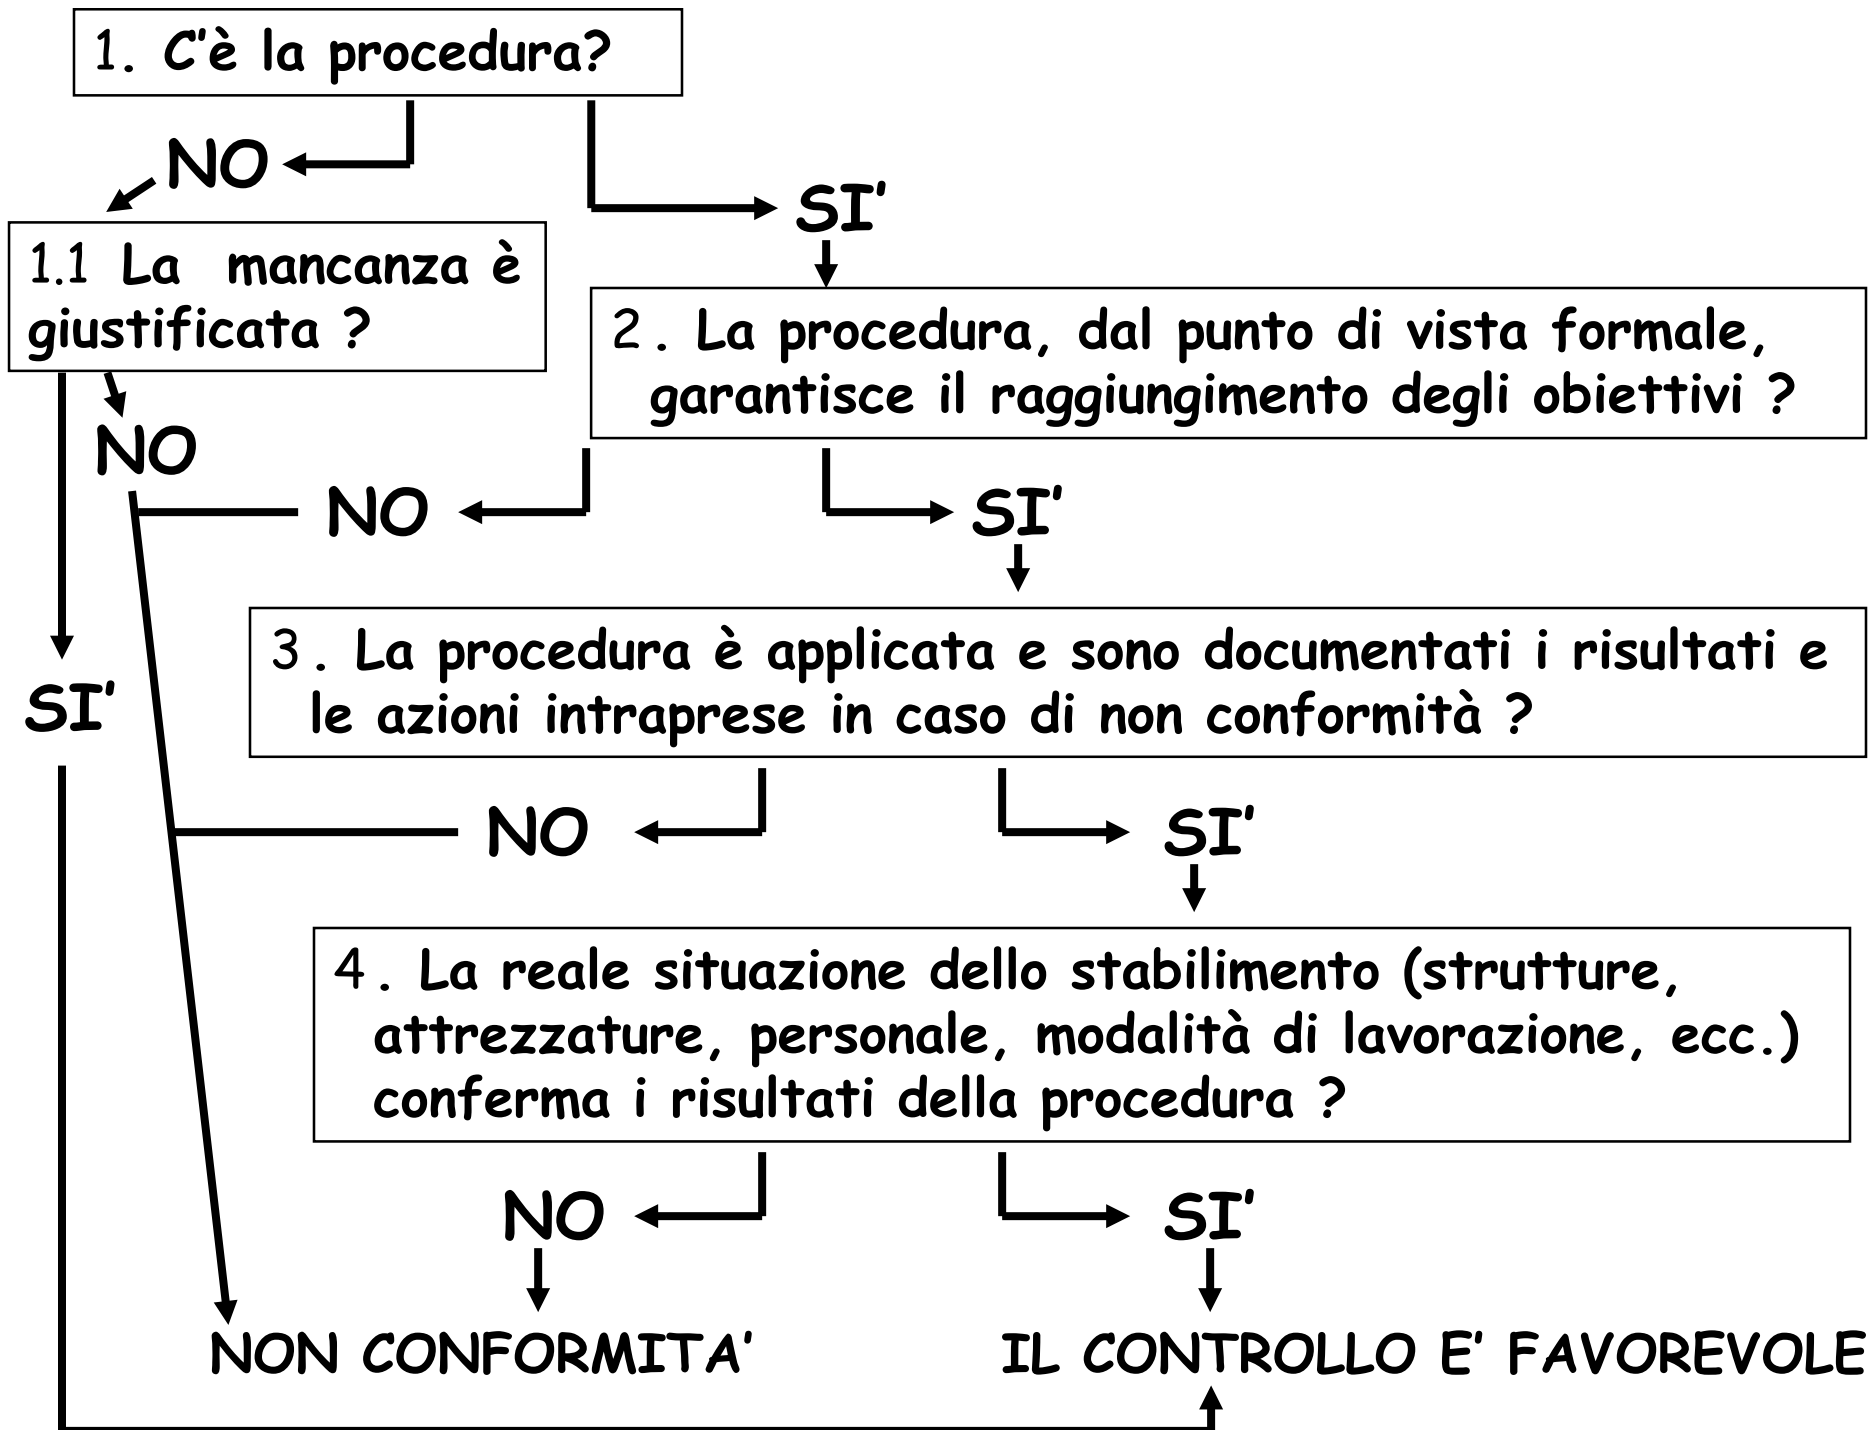 1. C'è la procedura?
NO
SI'
1.1 La mancanza è
giustificata ?
2. La procedura, dal punto di vista formale,
garantisce il raggiungimento degli obiettivi ?
NO
NO
SI'
3. La procedura è applicata e sono documentati i risultati e
le azioni intraprese in caso di non conformità ?
SI'
NO
SI'
4. La reale situazione dello stabilimento (strutture,
attrezzature, personale, modalità di lavorazione, ecc.)
conferma i risultati della procedura ?
NO
SI'
NON CONFORMITA'
IL CONTROLLO E' FAVOREVOLE